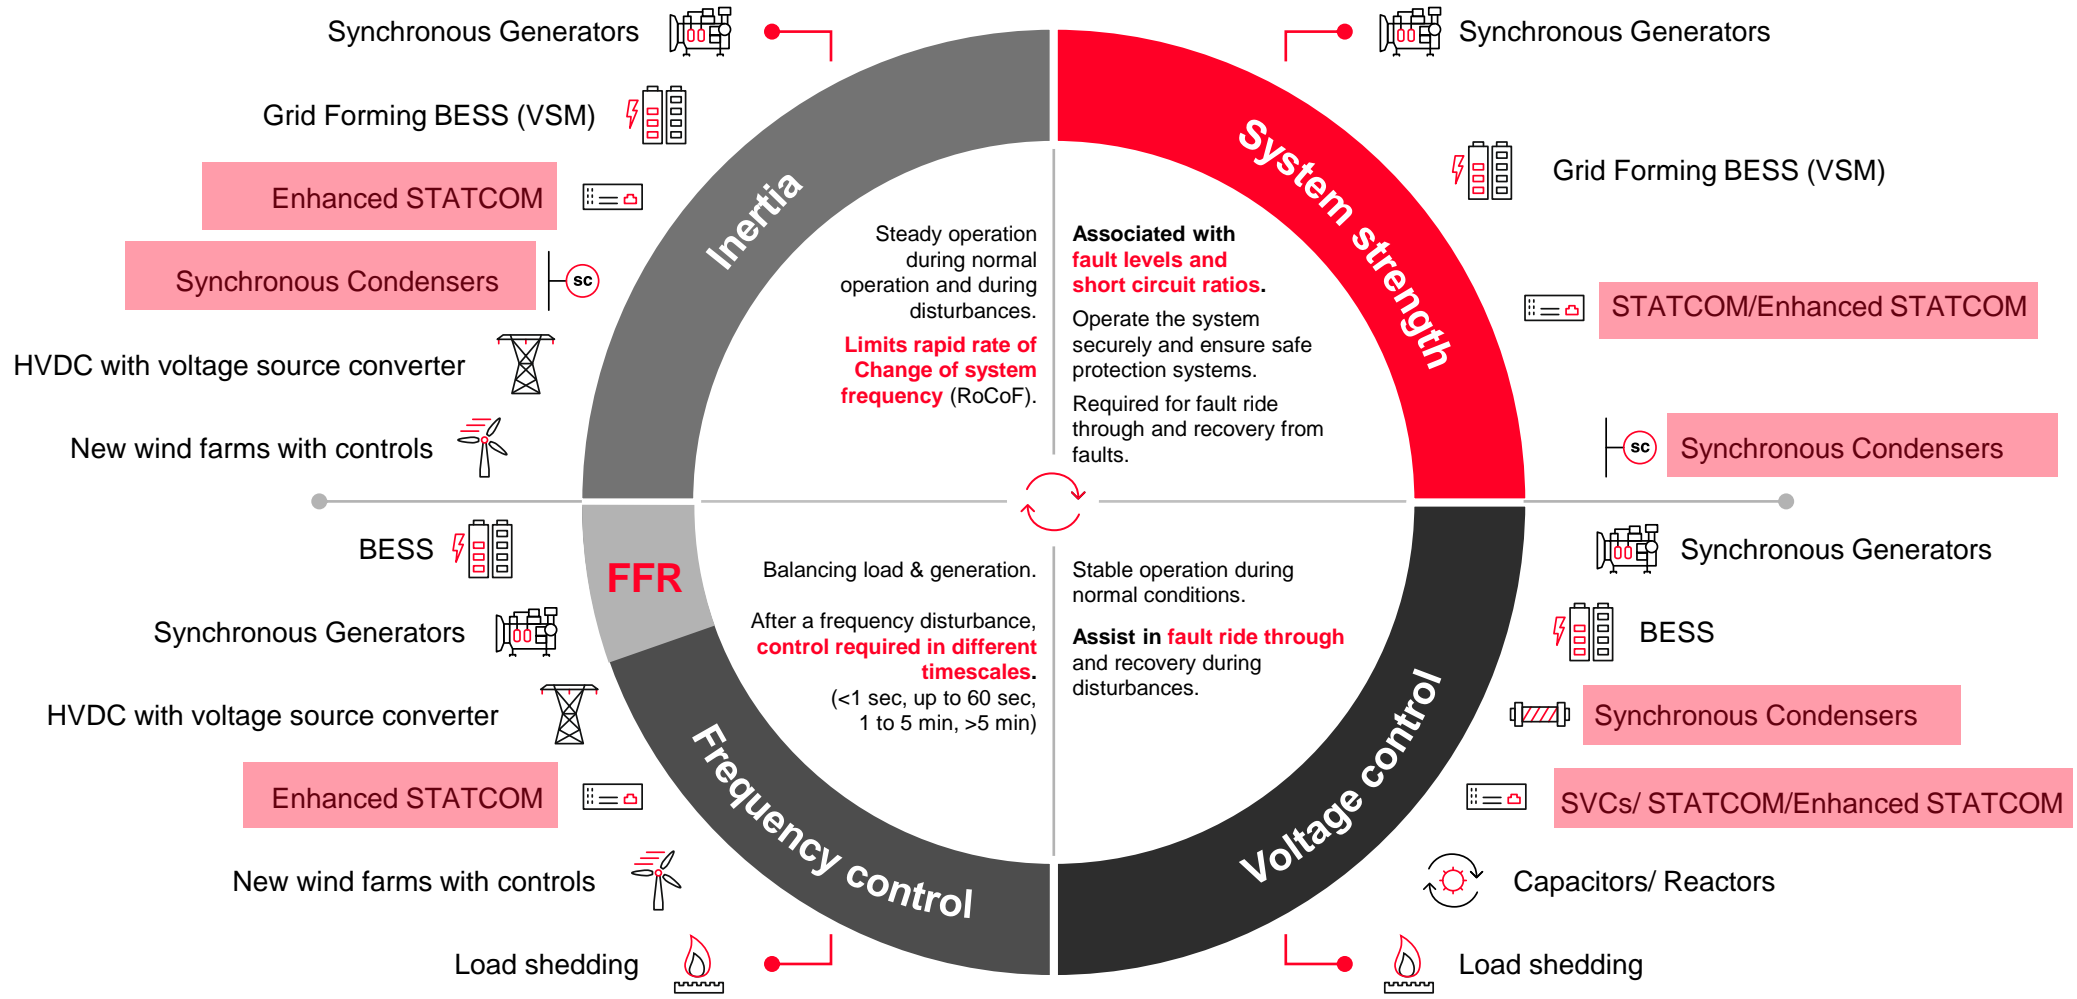 Synchronous Generators
Grid Forming BESS (VSM)
Enhanced STATCOM
Synchronous Condensers
sc
HVDC with voltage source converter
New wind farms with controls
Inertia
Steady operation
during normal
operation and during
disturbances.
Limits rapid rate of
Change of system
frequency (RoCoF).
Synchronous Generators
Grid Forming BESS (VSM)
STATCOM/Enhanced STATCOM
sc
Synchronous Condensers
System strength
Associated with
fault levels and
short circuit ratios.
Operate the system
securely and ensure safe
protection systems.
Required for fault ride
through and recovery from
faults.
BESS
Synchronous Generators
HVDC with voltage source converter
Enhanced STATCOM
New wind farms with controls
Load shedding
FFR
Frequency control
Balancing load & generation.
After a frequency disturbance,
control required in different
timescales.
(<1 sec, up to 60 sec,
1 to 5 min, >5 min)
Stable operation during
normal conditions.
Assist in fault ride through
and recovery during
disturbances.
Voltage control
Synchronous Generators
BESS
Synchronous Condensers
SVCs/ STATCOM/Enhanced STATCOM
Capacitors/ Reactors
Load shedding